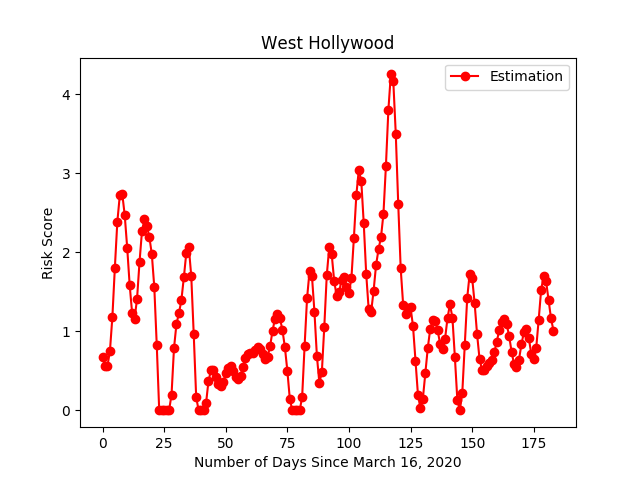 West Hollywood
Estimation
Risk Score
4
3
2
1
0
0 25 50 75 100 125 150 175
Number of Days Since March 16, 2020